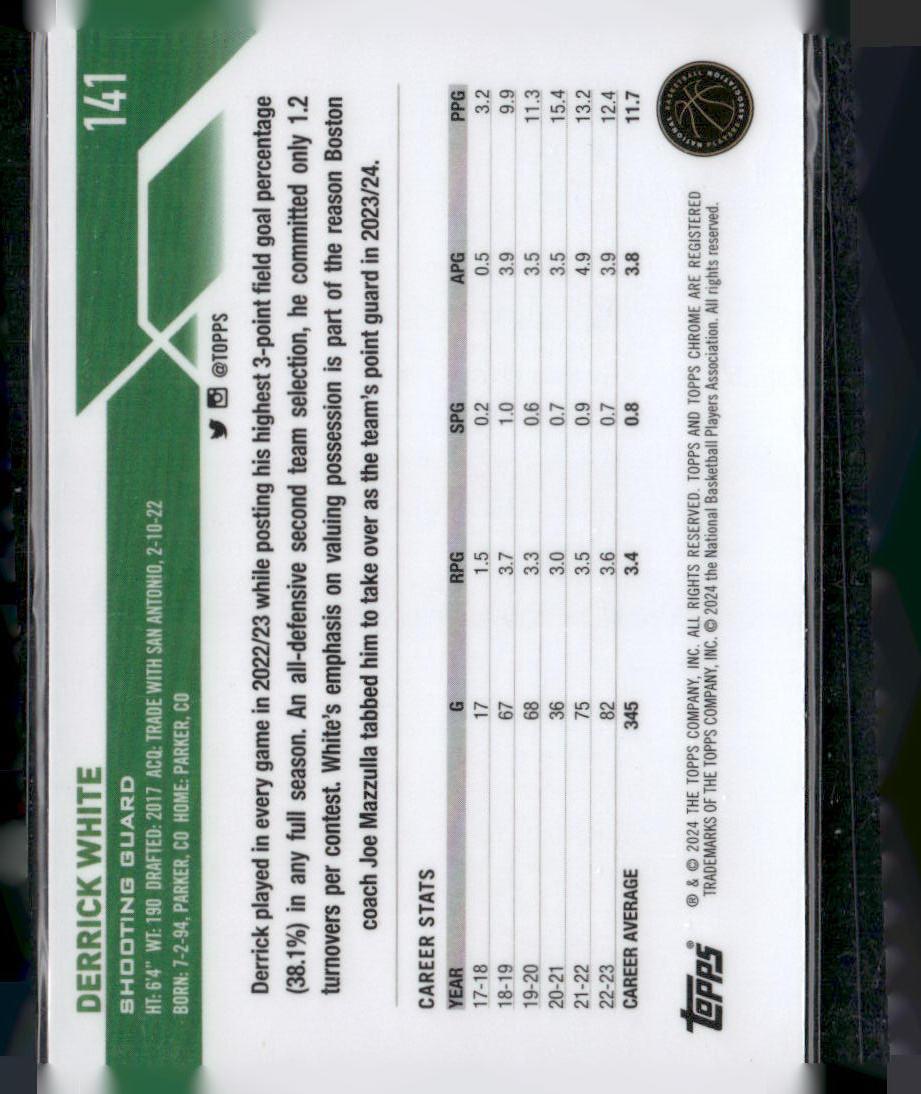 141
DERRICK WHITE
SHOOTING GUARD
HT: 6'4" WT: 190 DRAFTED: 2017 ACQ: TRADE WITH SAN ANTONIO, 2-10-22
BORN: 7-2-94, PARKER, CO HOME: PARKER, CO
@TOPPS
Derrick played in every game in 2022/23 while posting his highest 3-point field goal percentage
(38.1%) in any full season. An all-defensive second team selection, he committed only 1.2
turnovers per contest. White's emphasis on valuing possession is part of the reason Boston
coach Joe Mazzulla tabbed him to take over as the team's point guard in 2023/24.
CAREER STATS
YEAR G RPG SPG APG PPG
17-18 17 1.5 0.2 0.5 3.2
18-19 67 3.7 1.0 3.9 9.9
19-20 68 3.3 0.6 3.5 11.3
20-21 36 3.0 0.7 3.5 15.4
21-22 75 3.5 0.9 4.9 13.2
22-23 82 3.6 0.7 3.9 12.4
CAREER AVERAGE 345 3.4 0.8 3.8 11.7
topps®
® & © 2024 THE TOPPS COMPANY, INC. ALL RIGHTS RESERVED. TOPPS AND TOPPS CHROME ARE REGISTERED
TRADEMARKS OF THE TOPPS COMPANY, INC. © 2024 the National Basketball Players Association. All rights reserved.
NATIONAL BASKETBALL PLAYERS ASSOCIATION